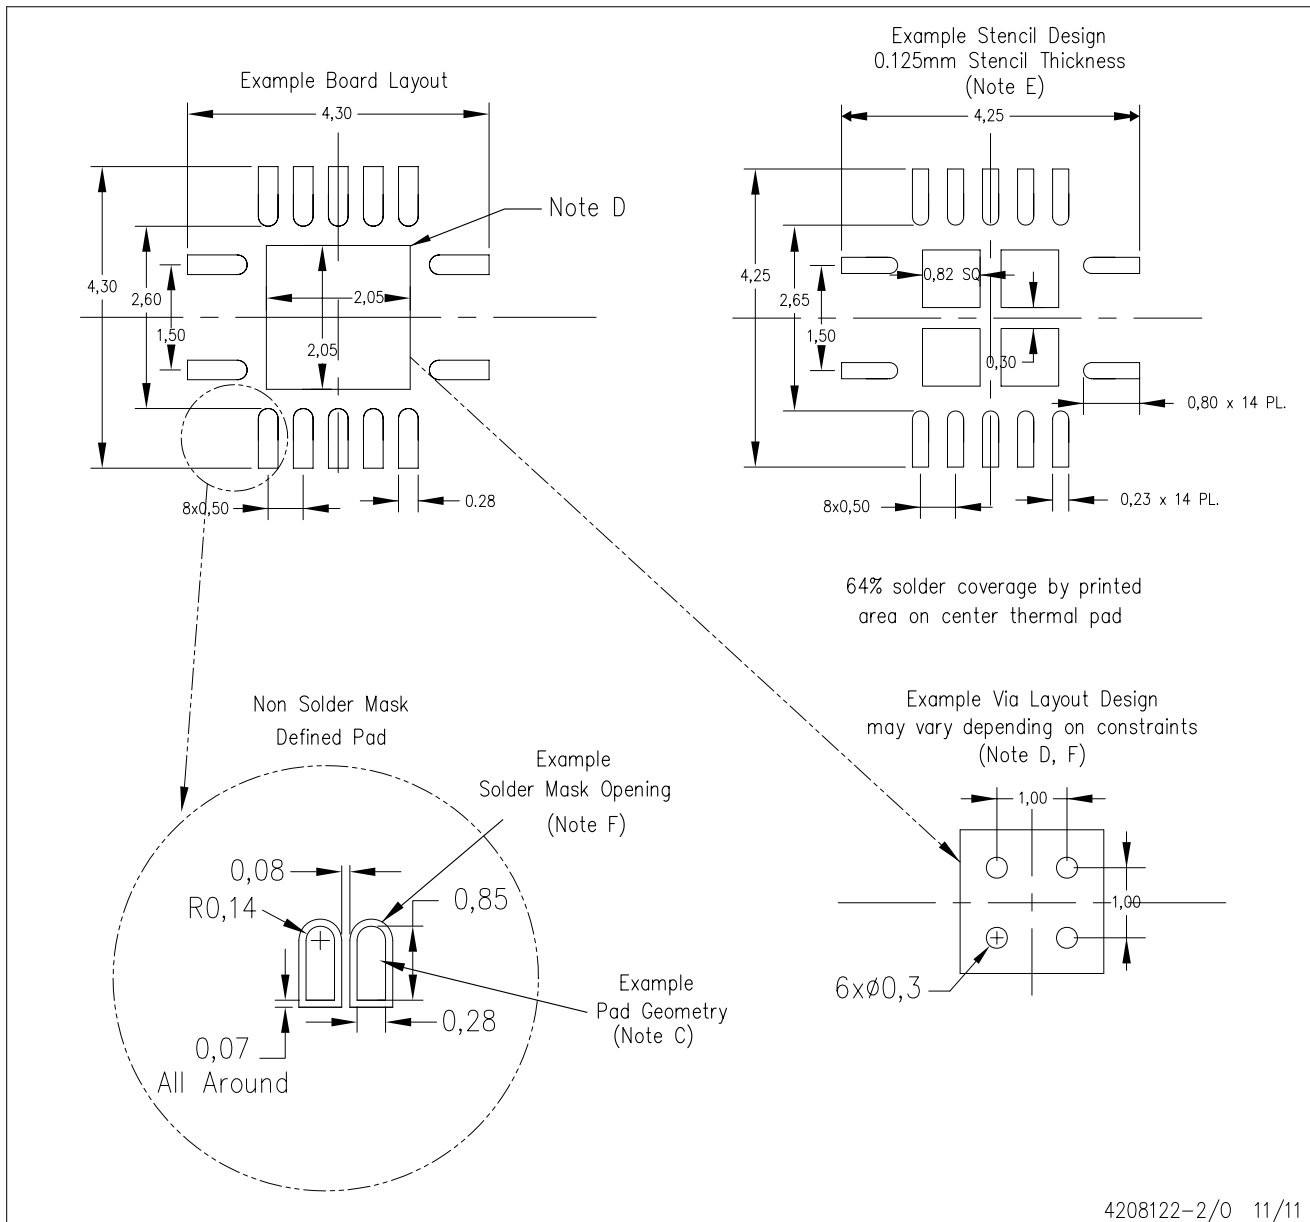 Example Board Layout
4,30
4,30
2,60
1,50
2,05
2,05
Note D
8x0,50
0.28
Example Stencil Design
0.125mm Stencil Thickness
(Note E)
4,25
4,25
2,65
1,50
0,82 SQ
0,30
0,80 x 14 PL.
8x0,50
0,23 x 14 PL.
64% solder coverage by printed
area on center thermal pad
Non Solder Mask
Defined Pad
Example
Solder Mask Opening
(Note F)
0,08
R0,14
0,85
0,28
0,07
All Around
Example
Pad Geometry
(Note C)
Example Via Layout Design
may vary depending on constraints
(Note D, F)
1,00
1,00
6xø0,3
4208122-2/O 11/11